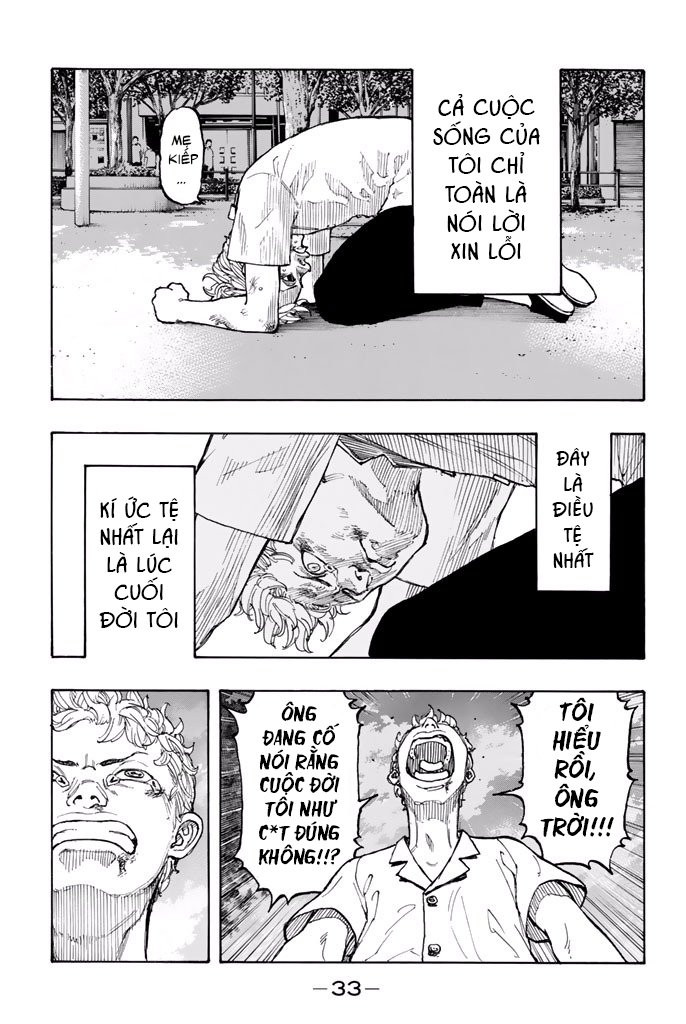 CẢ CUỘC
SỐNG CỦA
TÔI CHỈ
TOÀN LÀ
NÓI LỜI
XIN LỖI
MẸ
KIẾP
...
ĐÂY
LÀ
ĐIỀU
TỆ
NHẤT
KÍ ỨC TỆ
NHẤT LẠI
LÀ LÚC
CUỐI
ĐỜI TÔI
TÔI
HIỂU
RỒI,
ÔNG
TRỜI!!!
ÔNG
ĐANG CỐ
NÓI RẰNG
CUỘC ĐỜI
TÔI NHƯ
C*T ĐÚNG
KHÔNG!!?
—33—